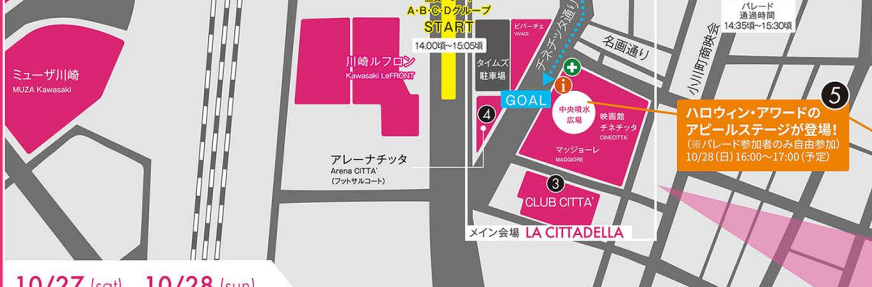 A・B・C・Dグループ
START
14:00頃～15:05頃
パレード
通過時間
14:35頃～15:30頃
ビバーチェ
VIVACE
チネチッタ通り
名画通り
小川町商映会
ミューザ川崎
MUZA Kawasaki
川崎ルフロン
Kawasaki LeFRONT
タイムズ
駐車場
GOAL
i
中央噴水
広場
映画館
チネチッタ
CINECITTA'
マッジョーレ
MAGGIORE
4
5
ハロウィン・アワードの
アピールステージが登場!
(※パレード参加者のみ自由参加)
10/28(日)16:00～17:00(予定)
アレーナチッタ
Arena CITTA'
(フットサルコート)
3
CLUB CITTA'
メイン会場 LA CITTADELLA
10/27(sat) 10/28(sun)